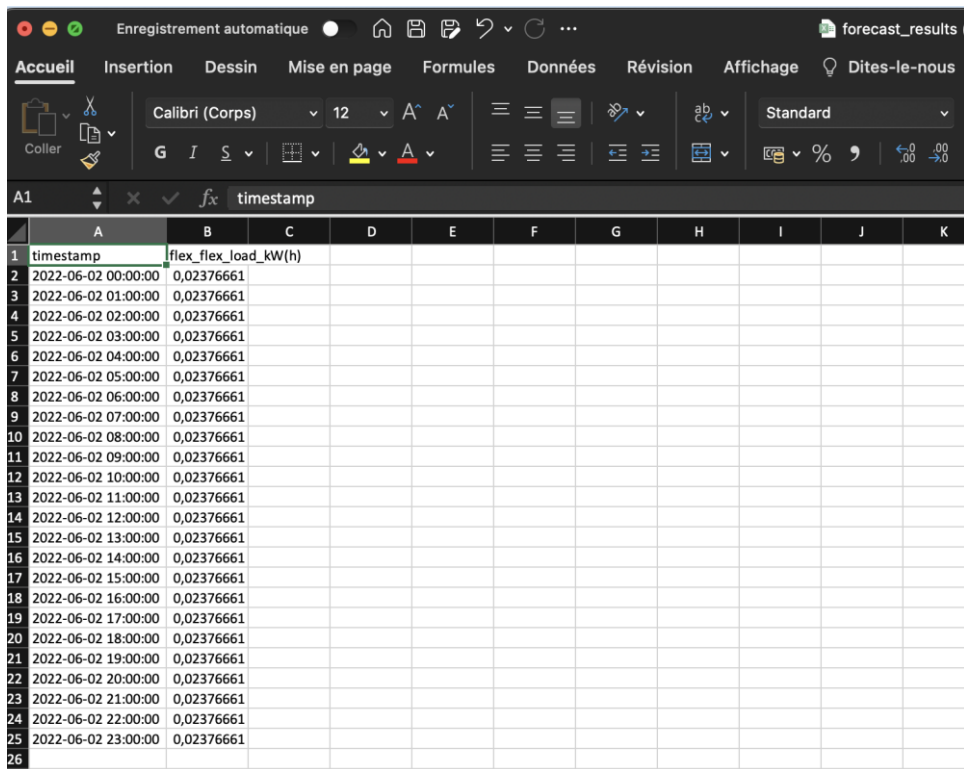 Enregistrement automatique ...
forecast_results (
Accueil Insertion Dessin Mise en page Formules Données Révision Affichage Dites-le-nous
Coller Calibri (Corps) 12 A A ab Standard
G I S A % 000
A1 fx timestamp
A B C D E F G H I J K
1 timestamp flex_flex_load_kW(h)
2 2022-06-02 00:00:00 0,02376661
3 2022-06-02 01:00:00 0,02376661
4 2022-06-02 02:00:00 0,02376661
5 2022-06-02 03:00:00 0,02376661
6 2022-06-02 04:00:00 0,02376661
7 2022-06-02 05:00:00 0,02376661
8 2022-06-02 06:00:00 0,02376661
9 2022-06-02 07:00:00 0,02376661
10 2022-06-02 08:00:00 0,02376661
11 2022-06-02 09:00:00 0,02376661
12 2022-06-02 10:00:00 0,02376661
13 2022-06-02 11:00:00 0,02376661
14 2022-06-02 12:00:00 0,02376661
15 2022-06-02 13:00:00 0,02376661
16 2022-06-02 14:00:00 0,02376661
17 2022-06-02 15:00:00 0,02376661
18 2022-06-02 16:00:00 0,02376661
19 2022-06-02 17:00:00 0,02376661
20 2022-06-02 18:00:00 0,02376661
21 2022-06-02 19:00:00 0,02376661
22 2022-06-02 20:00:00 0,02376661
23 2022-06-02 21:00:00 0,02376661
24 2022-06-02 22:00:00 0,02376661
25 2022-06-02 23:00:00 0,02376661
26